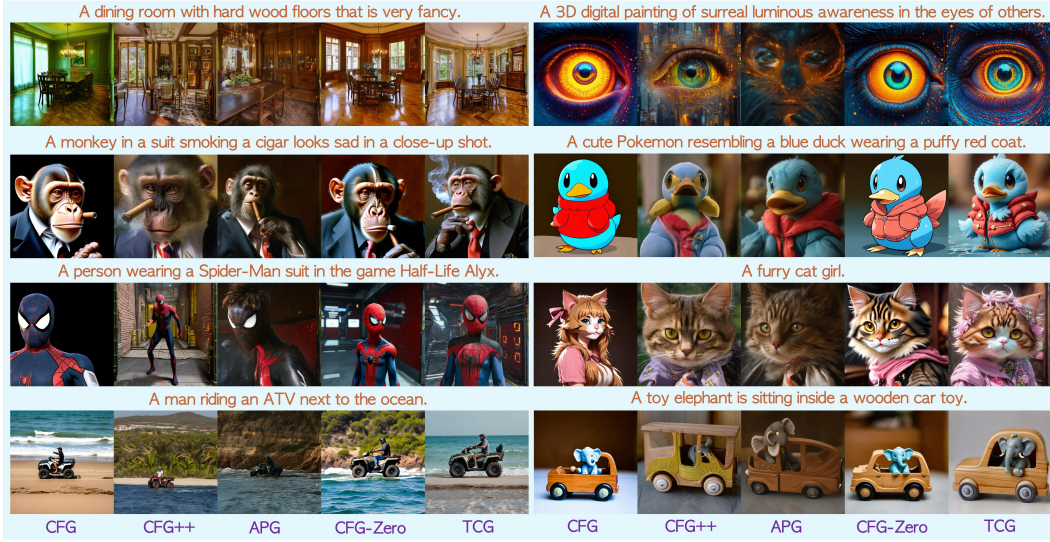 A dining room with hard wood floors that is very fancy.
A 3D digital painting of surreal luminous awareness in the eyes of others.
A monkey in a suit smoking a cigar looks sad in a close-up shot.
A cute Pokemon resembling a blue duck wearing a puffy red coat.
A person wearing a Spider-Man suit in the game Half-Life Alyx.
A furry cat girl.
A man riding an ATV next to the ocean.
A toy elephant is sitting inside a wooden car toy.
CFG CFG++ APG CFG-Zero TCG
CFG CFG++ APG CFG-Zero TCG